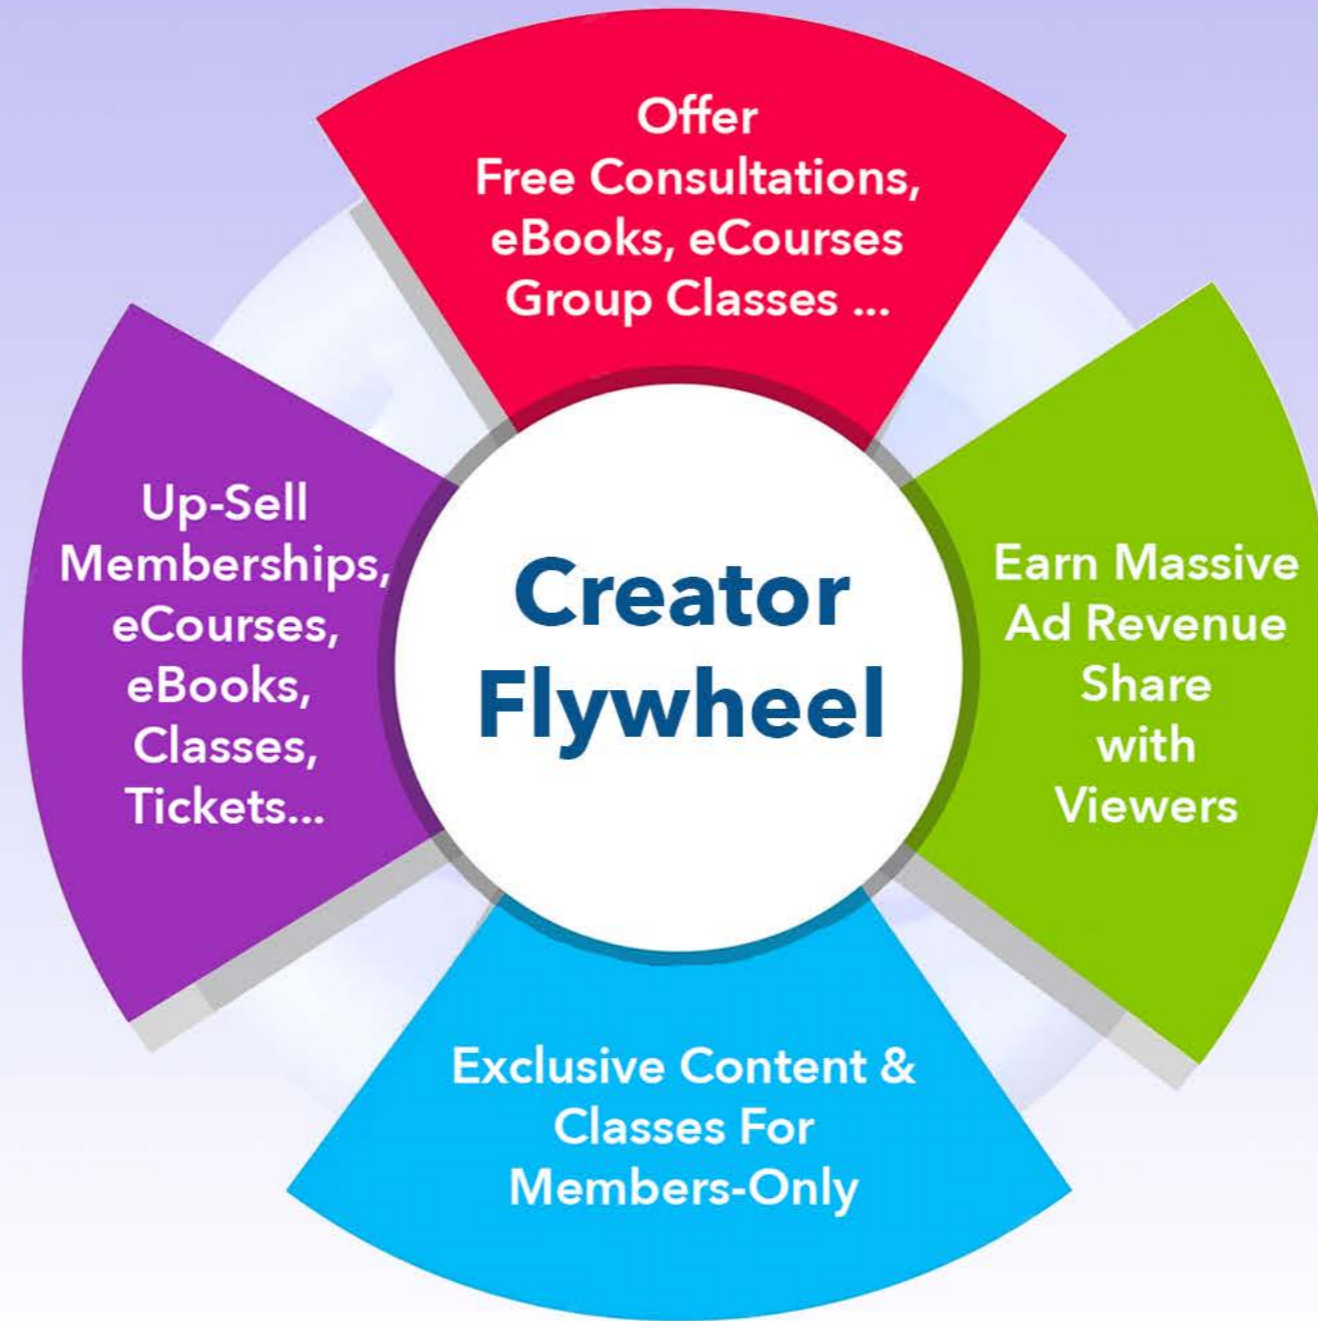 Offer
Free Consultations,
eBooks, eCourses
Group Classes ...
Up-Sell
Memberships,
eCourses,
eBooks,
Classes,
Tickets...
Creator
Flywheel
Earn Massive
Ad Revenue
Share
with
Viewers
Exclusive Content &
Classes For
Members-Only